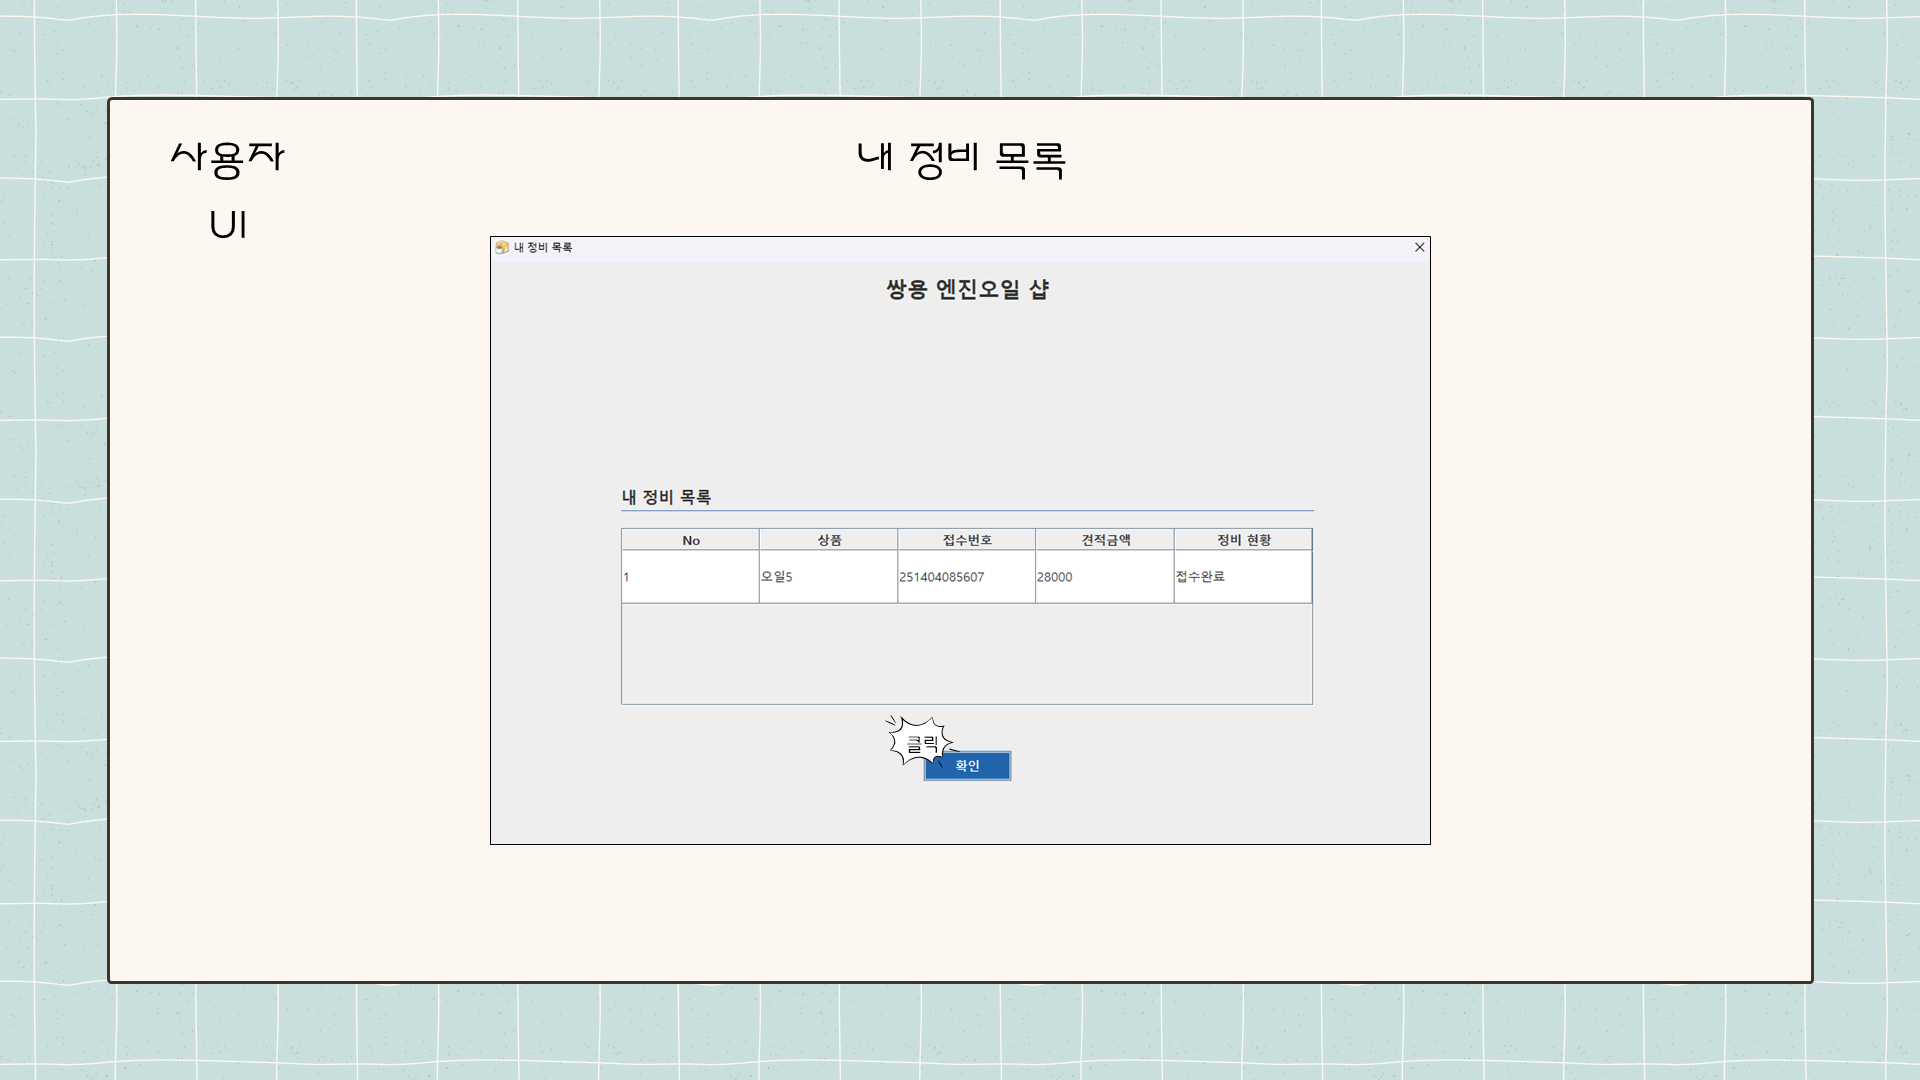 사용자
UI
내 정비 목록
내 정비 목록
쌍용 엔진오일 샵
내 정비 목록
No 상품 접수번호 견적금액 정비 현황
1 오일5 251404085607 28000 접수완료
클릭
확인